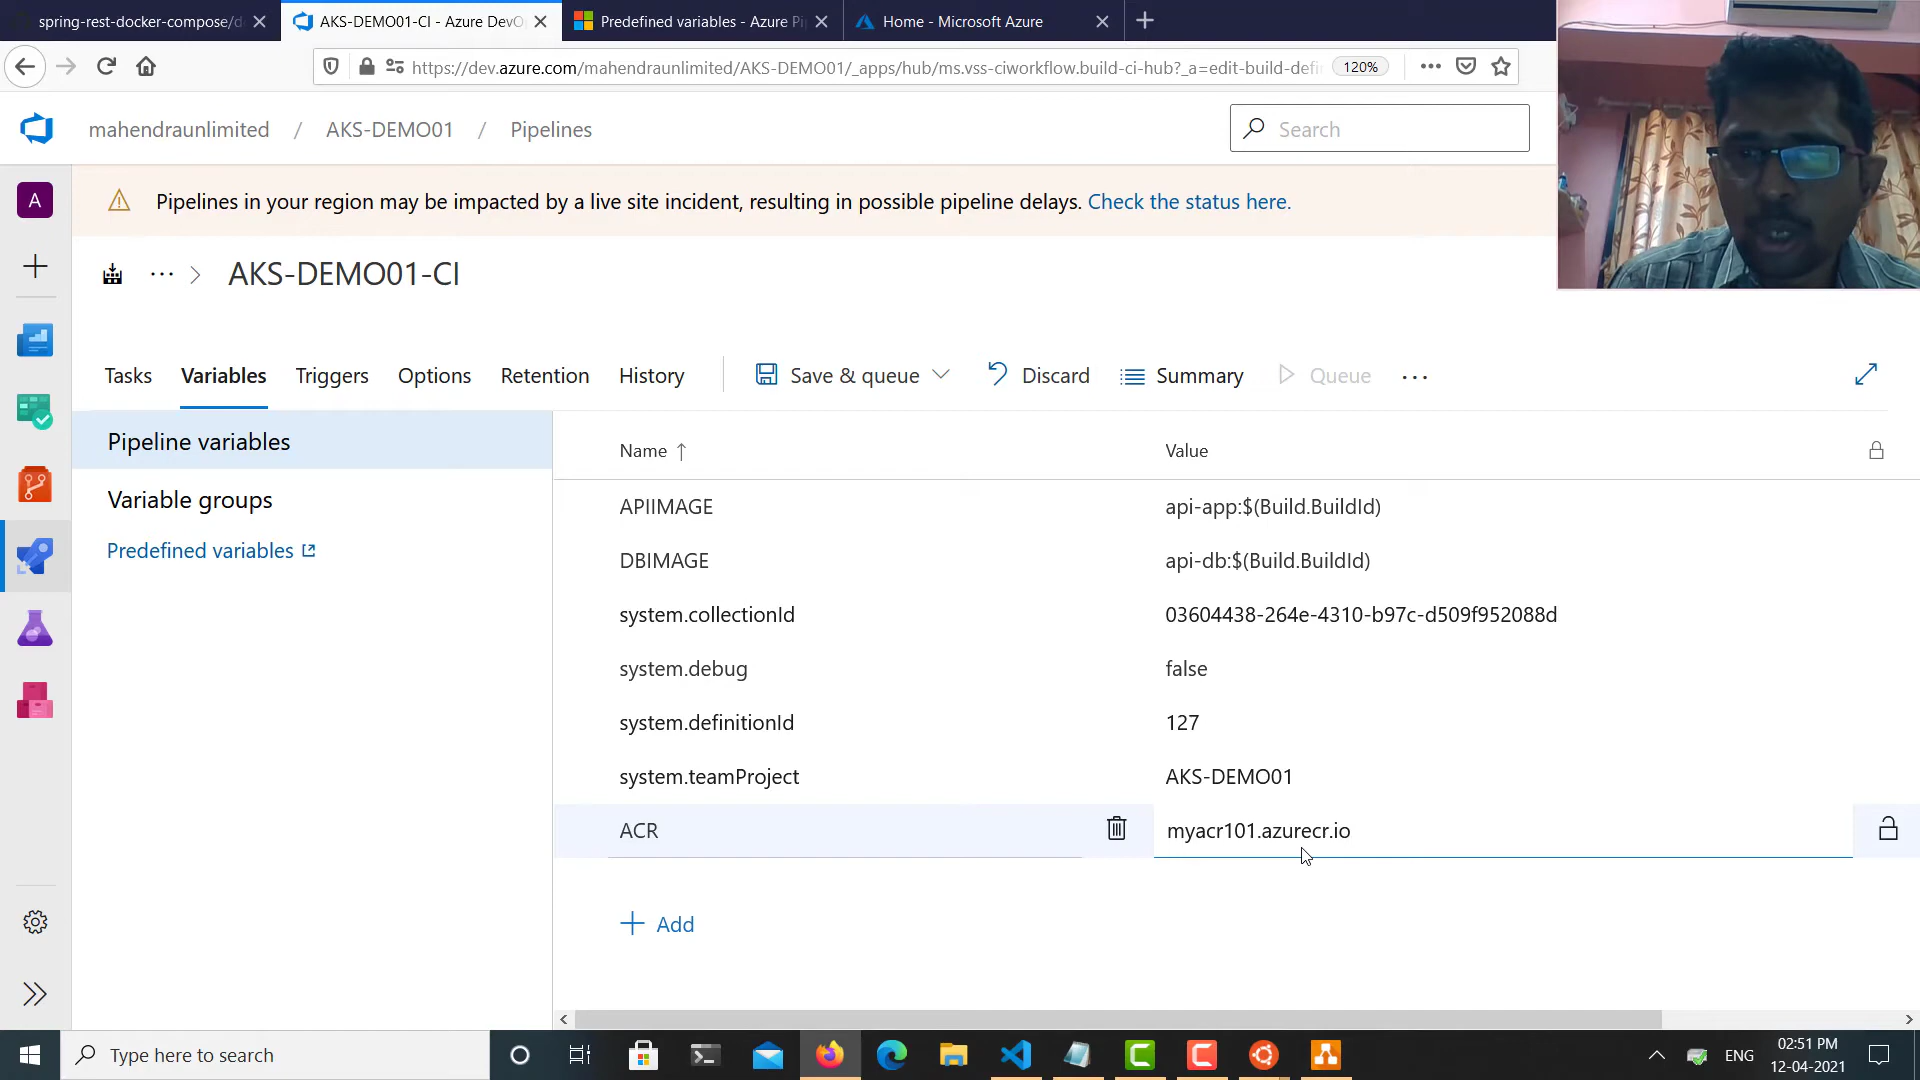 spring-rest-docker-compose/d
AKS-DEMO01-CI - Azure DevO
Predefined variables - Azure Pi
Home - Microsoft Azure
https://dev.azure.com/mahendraunlimited/AKS-DEMO01/_apps/hub/ms.vss-ciworkflow.build-ci-hub?_a=edit-build-defi
120%
mahendraunlimited / AKS-DEMO01 / Pipelines
Search
A
Pipelines in your region may be impacted by a live site incident, resulting in possible pipeline delays. Check the status here.
... > AKS-DEMO01-CI
Tasks Variables Triggers Options Retention History Save & queue Discard Summary Queue ...
Pipeline variables
Variable groups
Predefined variables
Name ↑ Value
APIIMAGE api-app:$(Build.BuildId)
DBIMAGE api-db:$(Build.BuildId)
system.collectionId 03604438-264e-4310-b97c-d509f952088d
system.debug false
system.definitionId 127
system.teamProject AKS-DEMO01
ACR myacr101.azurecr.io
+ Add
Type here to search
ENG
02:51 PM
12-04-2021